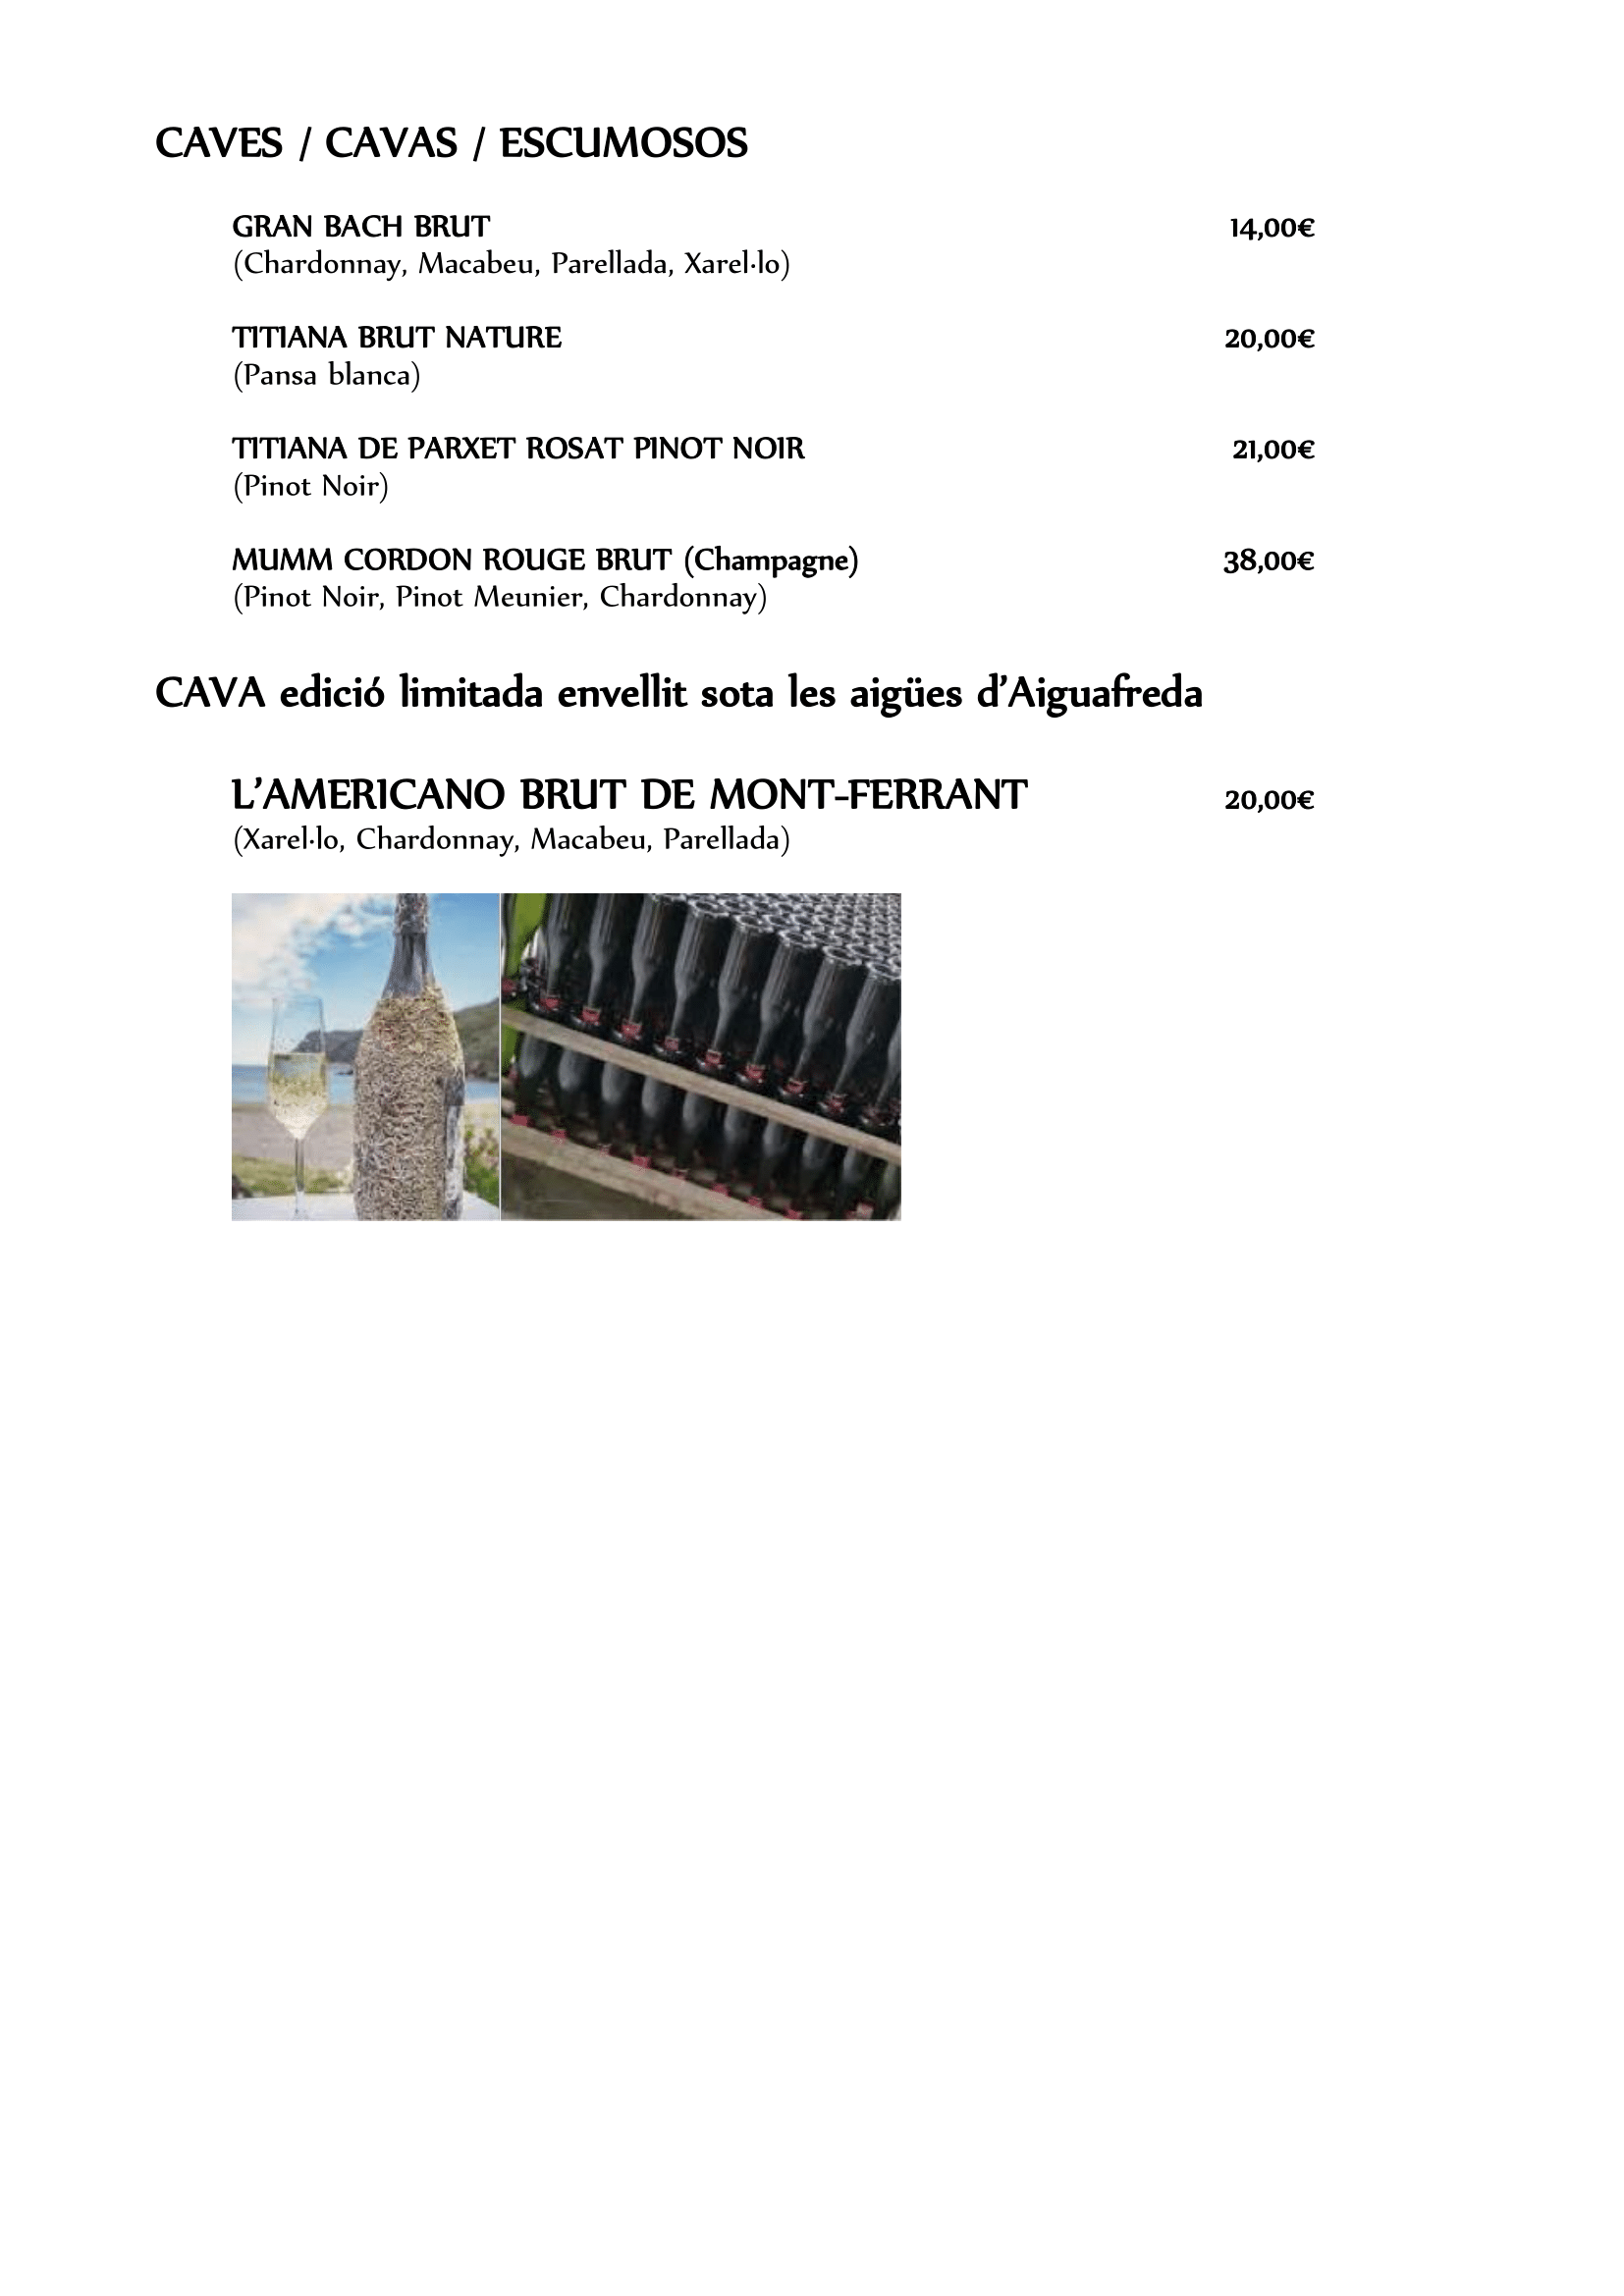 CAVES / CAVAS / ESCUMOSOS
GRAN BACH BRUT 14,00€
(Chardonnay, Macabeu, Parellada, Xarel·lo)
TITIANA BRUT NATURE 20,00€
(Pansa blanca)
TITIANA DE PARXET ROSAT PINOT NOIR 21,00€
(Pinot Noir)
MUMM CORDON ROUGE BRUT (Champagne) 38,00€
(Pinot Noir, Pinot Meunier, Chardonnay)
CAVA edició limitada envellit sota les aigües d’Aiguafreda
L’AMERICANO BRUT DE MONT-FERRANT 20,00€
(Xarel·lo, Chardonnay, Macabeu, Parellada)